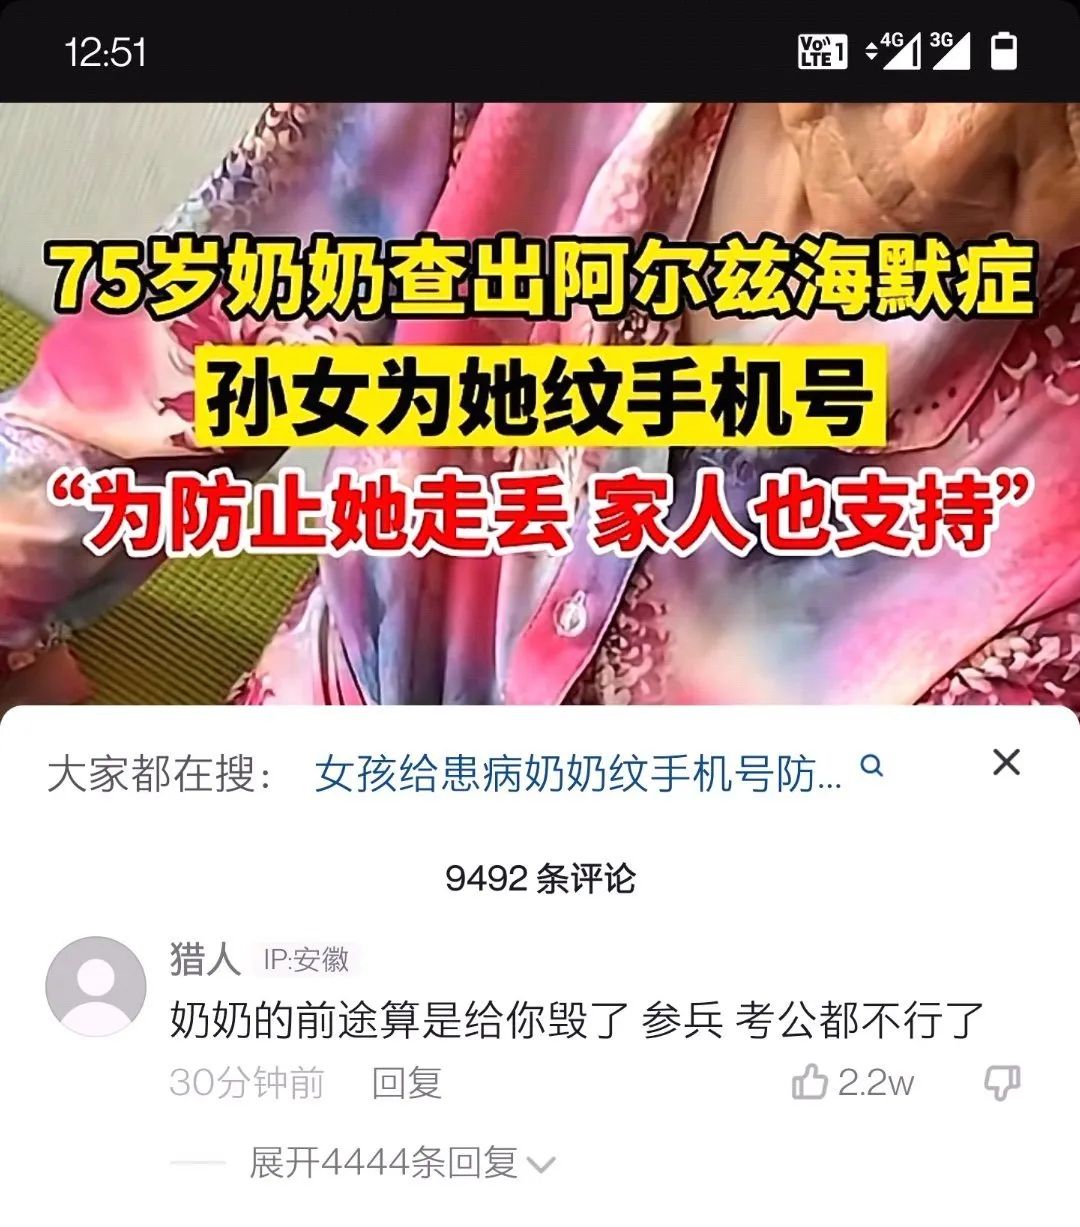 12:51
VoLTE 1 4G 3G
75岁奶奶查出阿尔兹海默症
孙女为她纹手机号
“为防止她走丢 家人也支持”
大家都在搜： 女孩给患病奶奶纹手机号防...
9492 条评论
猎人 IP:安徽
奶奶的前途算是给你毁了 参兵 考公都不行了
30分钟前 回复 2.2w
展开4444条回复